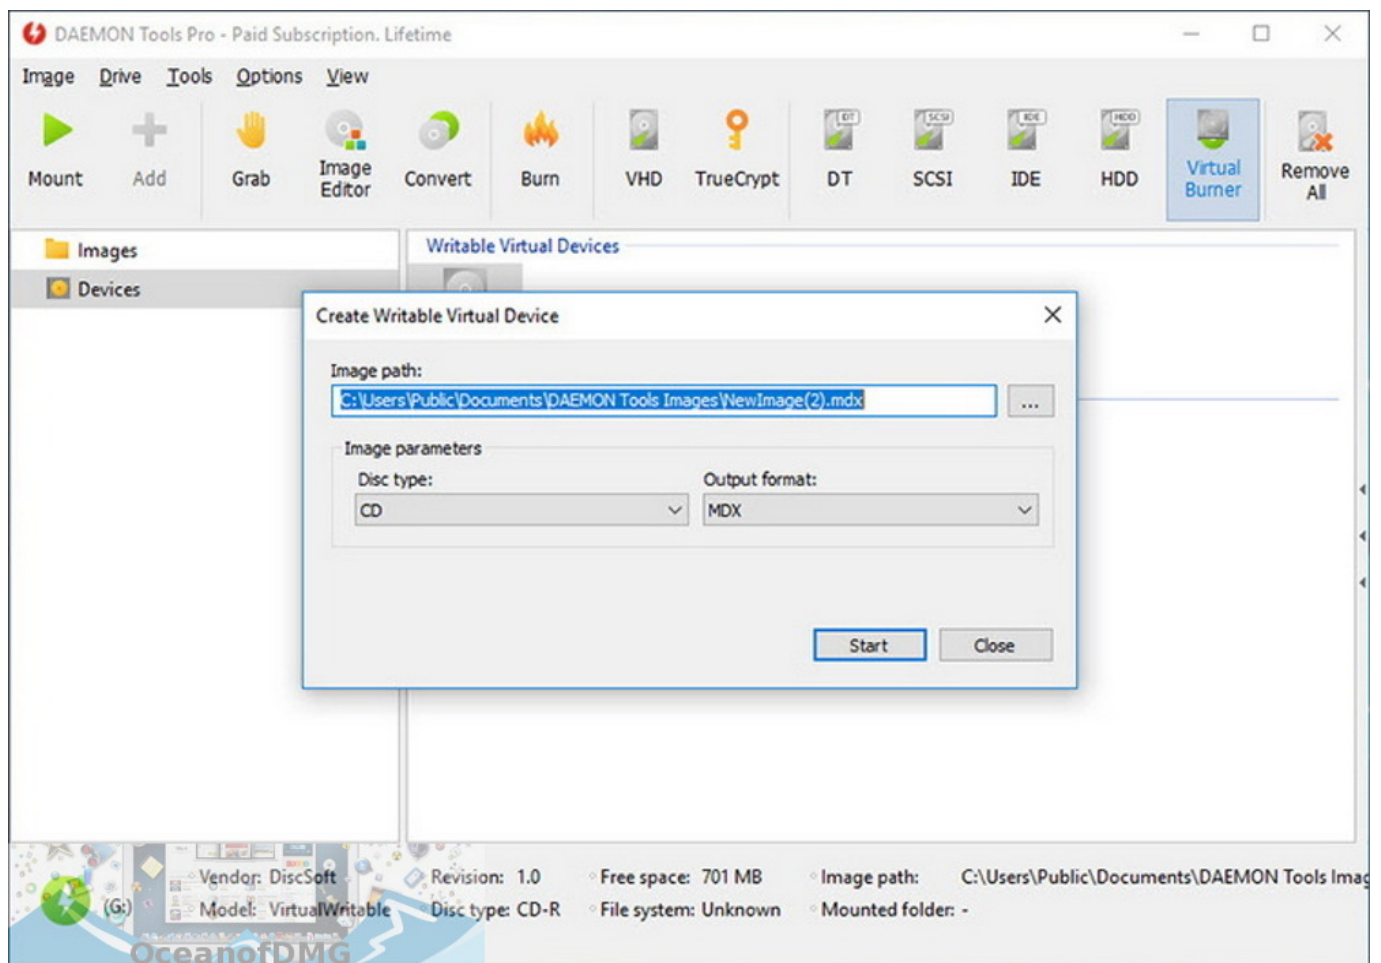 DAEMON Tools Pro - Paid Subscription. Lifetime
Image Drive Tools Options View
Mount Add Grab Image Editor Convert Burn VHD TrueCrypt DT SCSI IDE HDD Virtual Burner Remove All
DT SCSI IDE HDD
Images
Devices
Writable Virtual Devices
Create Writable Virtual Device
Image path:
C:\Users\Public\Documents\DAEMON Tools Images\NewImage(2).mdx
...
Image parameters
Disc type: Output format:
CD MDX
Start Close
Vendor: DiscSoft Revision: 1.0 Free space: 701 MB Image path: C:\Users\Public\Documents\DAEMON Tools Imag
(G:) Model: VirtualWritable Disc type: CD-R File system: Unknown Mounted folder: -
OceanofDMG